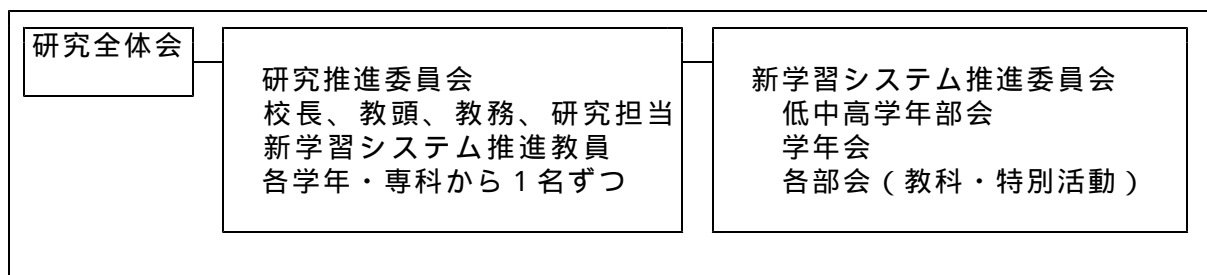 研究全体会
研究推進委員会
校長、教頭、教務、研究担当
新学習システム推進教員
各学年・専科から１名ずつ
新学習システム推進委員会
低中高学年部会
学年会
各部会（教科・特別活動）